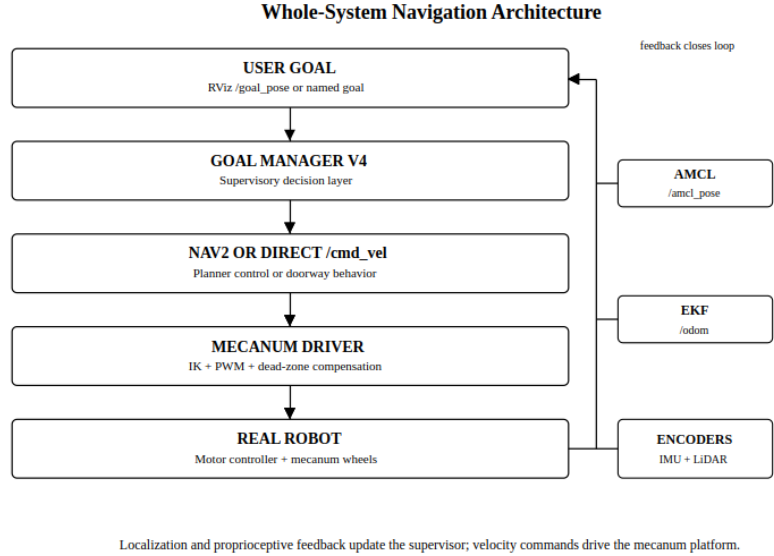 Whole-System Navigation Architecture
feedback closes loop
USER GOAL
RViz /goal_pose or named goal
GOAL MANAGER V4
Supervisory decision layer
AMCL
/amcl_pose
NAV2 OR DIRECT /cmd_vel
Planner control or doorway behavior
EKF
/odom
MECANUM DRIVER
IK + PWM + dead-zone compensation
REAL ROBOT
Motor controller + mecanum wheels
ENCODERS
IMU + LiDAR
Localization and proprioceptive feedback update the supervisor; velocity commands drive the mecanum platform.